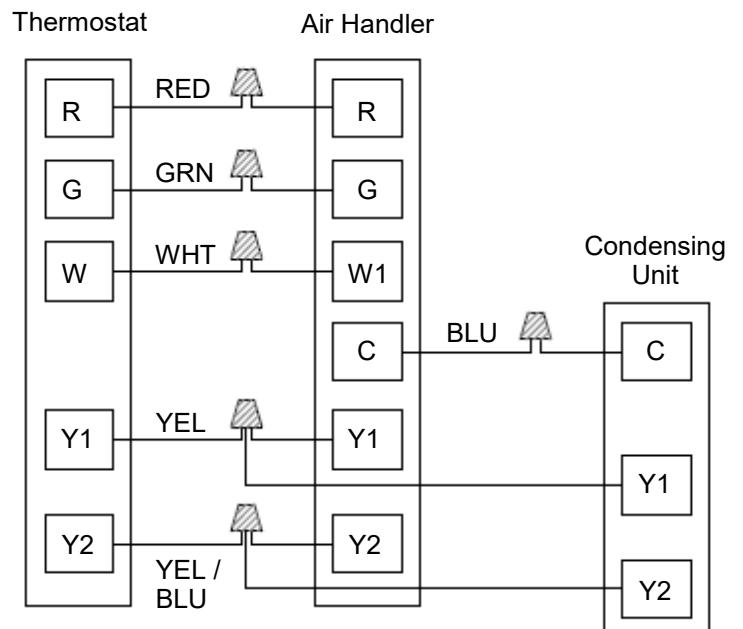 Thermostat
Air Handler
R
RED
R
G
GRN
G
W
WHT
W1
Condensing
Unit
C
BLU
C
Y1
YEL
Y1
Y1
Y2
YEL /
BLU
Y2
Y2